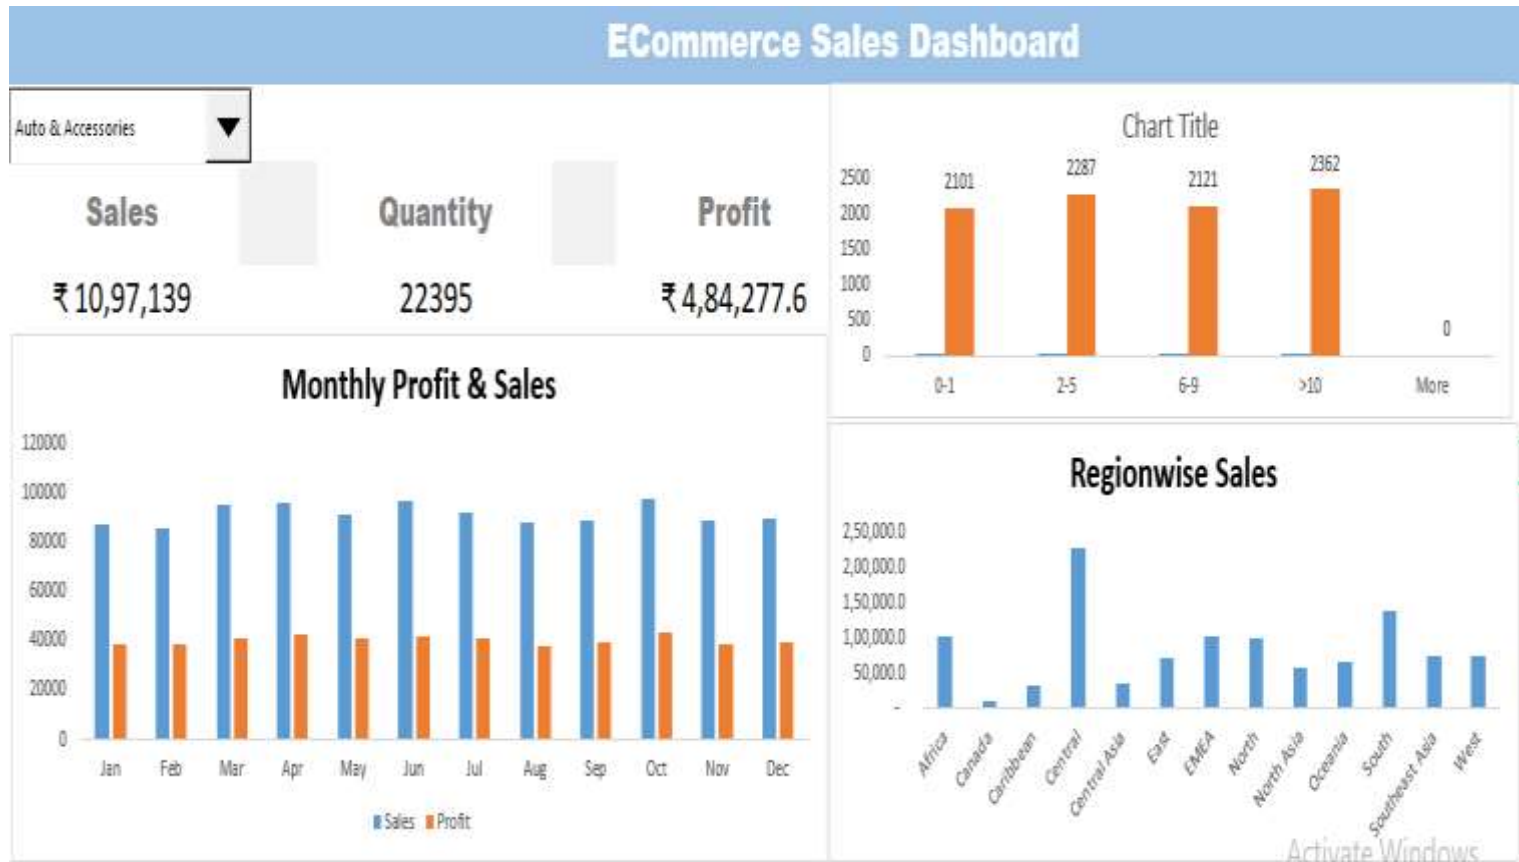 ECommerce Sales Dashboard
Auto & Accessories
Sales Quantity Profit
₹ 10,97,139 22395 ₹ 4,84,277.6
Chart Title
2500
2000
1500
1000
500
0
2101 2287 2121 2362 0
0-1 2-5 6-9 >10 More
Monthly Profit & Sales
120000
100000
80000
60000
40000
20000
0
Jan Feb Mar Apr May Jun Jul Aug Sep Oct Nov Dec
Sales Profit
Regionwise Sales
2,50,000.0
2,00,000.0
1,50,000.0
1,00,000.0
50,000.0
-
Africa
Canada
Caribbean
Central
Central Asia
East
EMEA
North
North Asia
Oceania
South
Southeast Asia
West
Activate Windows